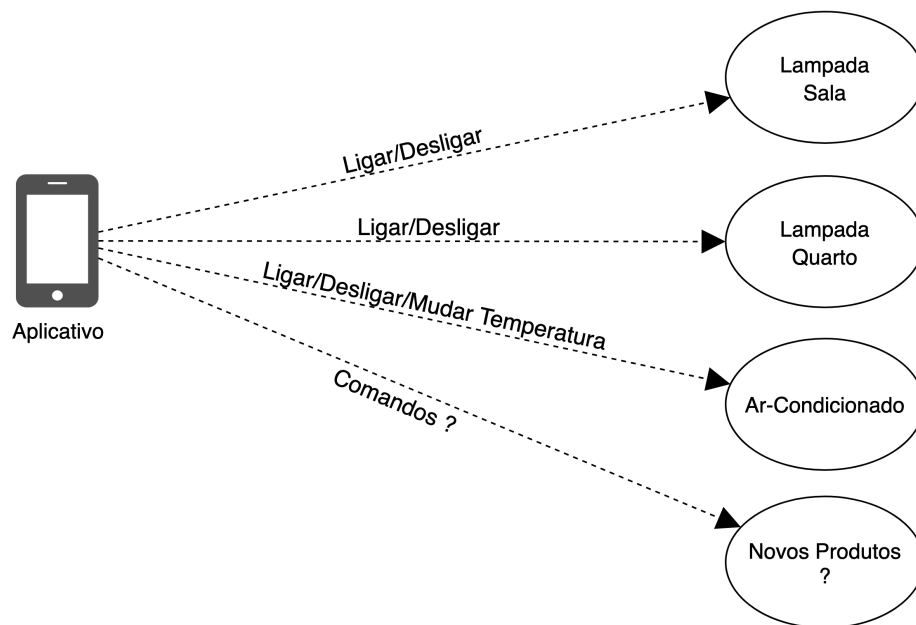 Lampada
Sala
Ligar/Desligar
Ligar/Desligar
Lampada
Quarto
Aplicativo
Ligar/Desligar/Mudar Temperatura
Ar-Condicionado
Comandos ?
Novos Produtos
?